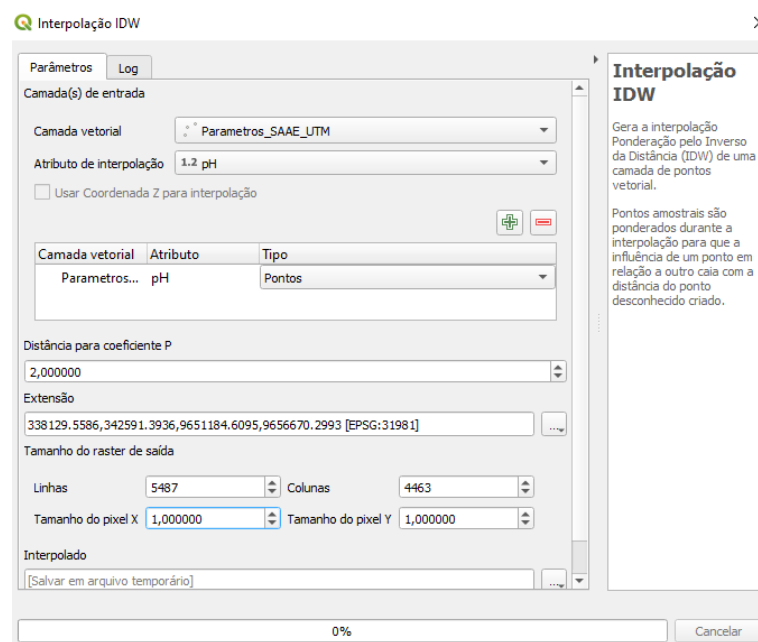 Interpolação IDW
Parâmetros Log
Camada(s) de entrada
Camada vetorial Parametros_SAAE_UTM
Atributo de interpolação 1.2 pH
Usar Coordenada Z para interpolação
Camada vetorial Atributo Tipo
Parametros... pH Pontos
Distância para coeficiente P
2,000000
Extensão
338129.5586,342591.3936,9651184.6095,9656670.2993 [EPSG:31981]
...
Tamanho do raster de saída
Linhas 5487 Colunas 4463
Tamanho do pixel X 1,000000 Tamanho do pixel Y 1,000000
Interpolado
[Salvar em arquivo temporário]
...
Interpolação
IDW
Gera a interpolação
Ponderação pelo Inverso
da Distância (IDW) de uma
camada de pontos
vetorial.
Pontos amostrais são
ponderados durante a
interpolação para que a
influência de um ponto em
relação a outro caia com a
distância do ponto
desconhecido criado.
0%
Cancelar